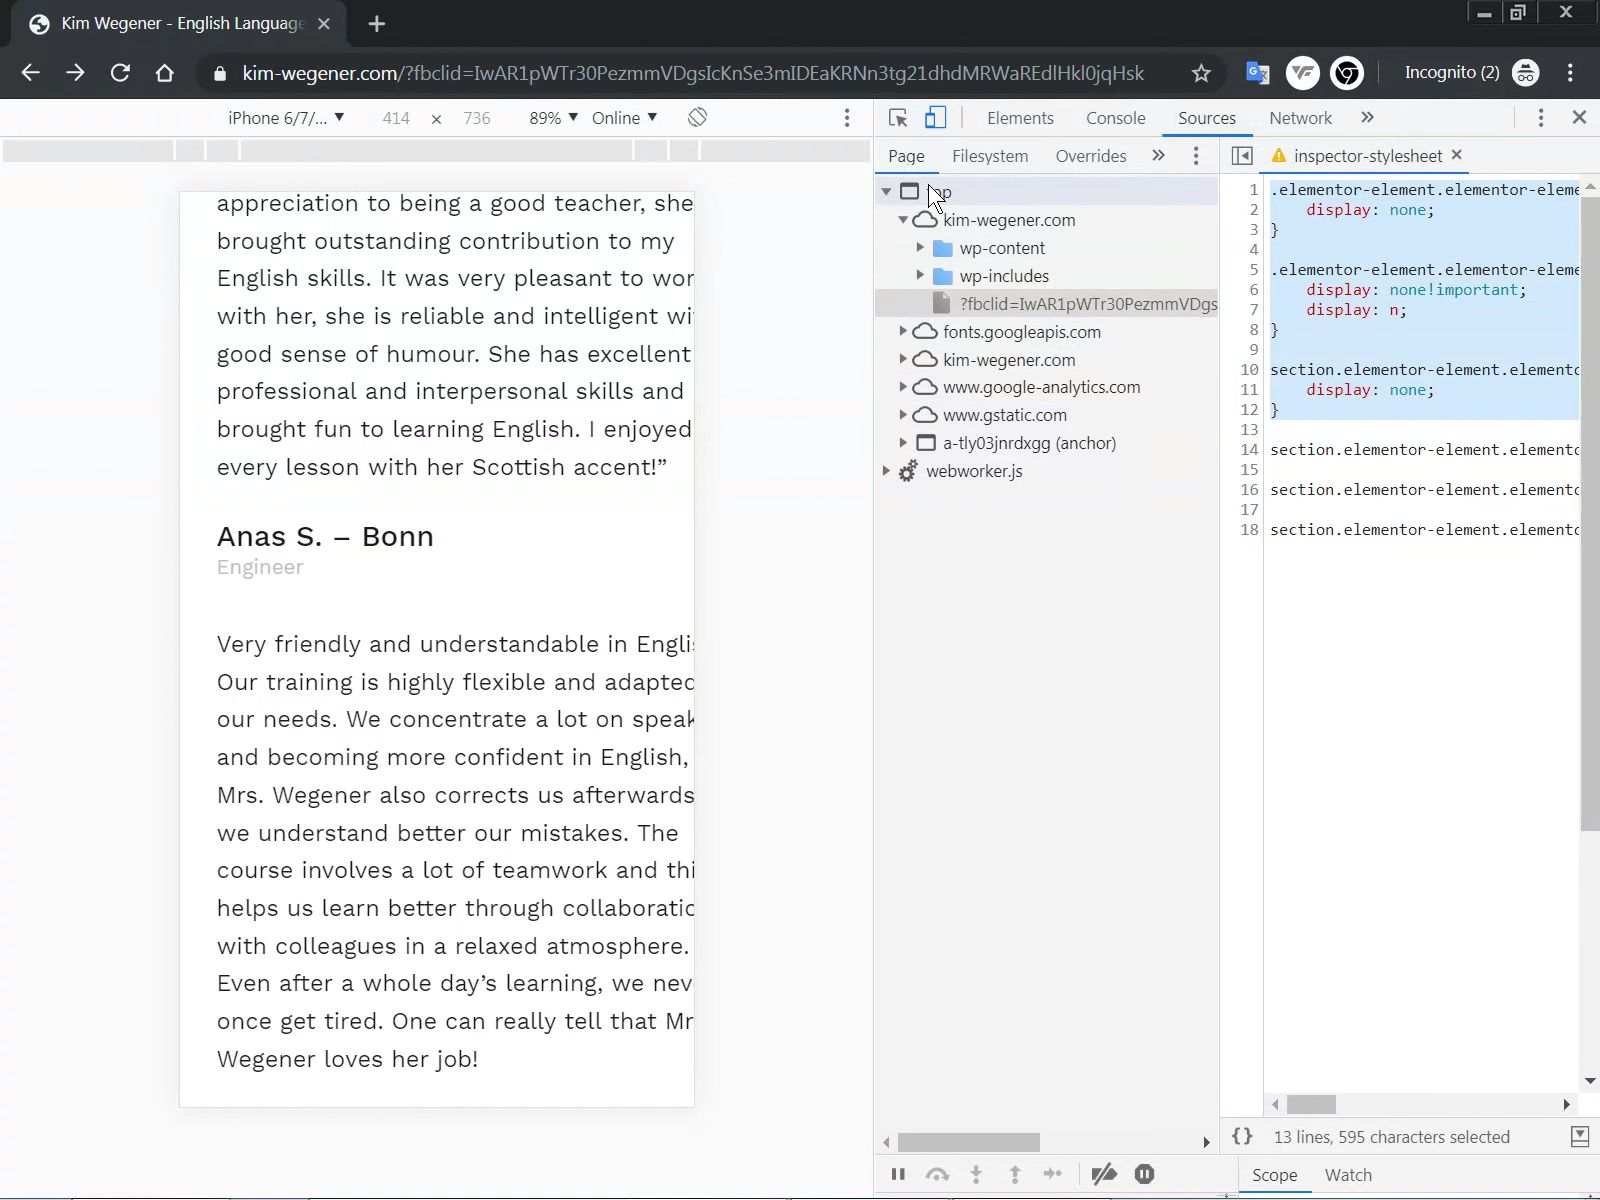 Kim Wegener - English Language
kim-wegener.com/?fbclid=IwAR1pWTr30PezmmVDgsIcKnSe3mIDEaKRNn3tg21dhdMRWaREdlHkl0jqHsk
Incognito (2)
iPhone 6/7/... ▼ 414 × 736 89% ▼ Online ▼
Elements Console Sources Network »
Page Filesystem Overrides »
inspector-stylesheet ×
appreciation to being a good teacher, she
brought outstanding contribution to my
English skills. It was very pleasant to wor
with her, she is reliable and intelligent wi
good sense of humour. She has excellent
professional and interpersonal skills and
brought fun to learning English. I enjoyed
every lesson with her Scottish accent!”
Anas S. – Bonn
Engineer
Very friendly and understandable in Engli
Our training is highly flexible and adapted
our needs. We concentrate a lot on speak
and becoming more confident in English,
Mrs. Wegener also corrects us afterwards
we understand better our mistakes. The
course involves a lot of teamwork and thi
helps us learn better through collaboratio
with colleagues in a relaxed atmosphere.
Even after a whole day’s learning, we nev
once get tired. One can really tell that Mr
Wegener loves her job!
kim-wegener.com
wp-content
wp-includes
?fbclid=IwAR1pWTr30PezmmVDgs
fonts.googleapis.com
kim-wegener.com
www.google-analytics.com
www.gstatic.com
a-tly03jnrdxgg (anchor)
webworker.js
1 .elementor-element.elementor-eleme
2 display: none;
3 }
4
5 .elementor-element.elementor-eleme
6 display: none!important;
7 display: n;
8 }
9
10 section.elementor-element.elemento
11 display: none;
12 }
13
14 section.elementor-element.elemento
15
16 section.elementor-element.elemento
17
18 section.elementor-element.elemento
{} 13 lines, 595 characters selected
Scope Watch